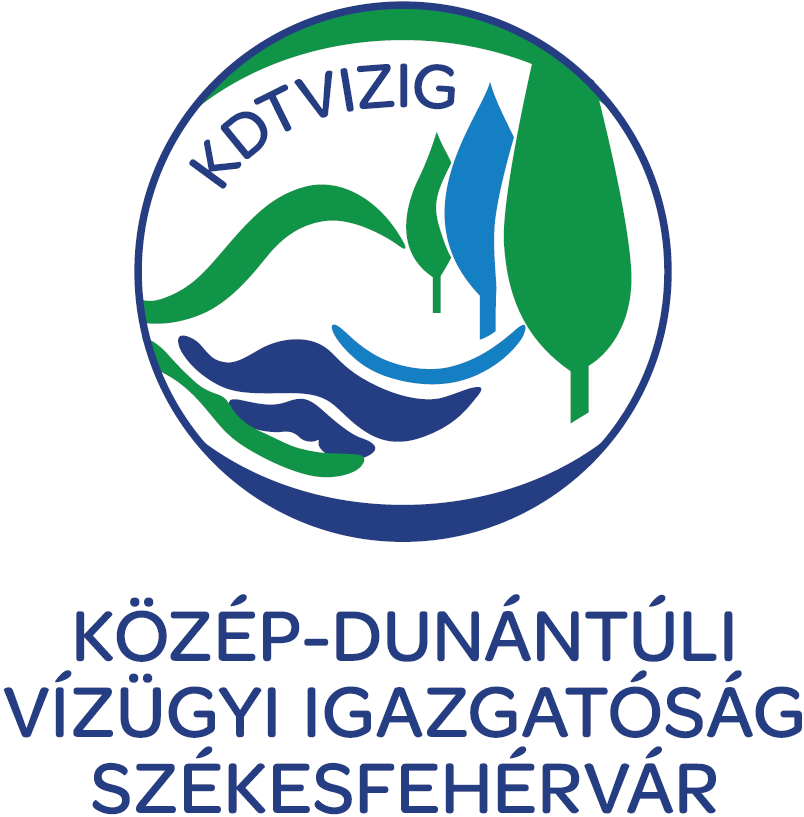 KDTVIZIG
KÖZÉP-DUNÁNTÚLI
VÍZÜGYI IGAZGATÓSÁG
SZÉKESFEHÉRVÁR